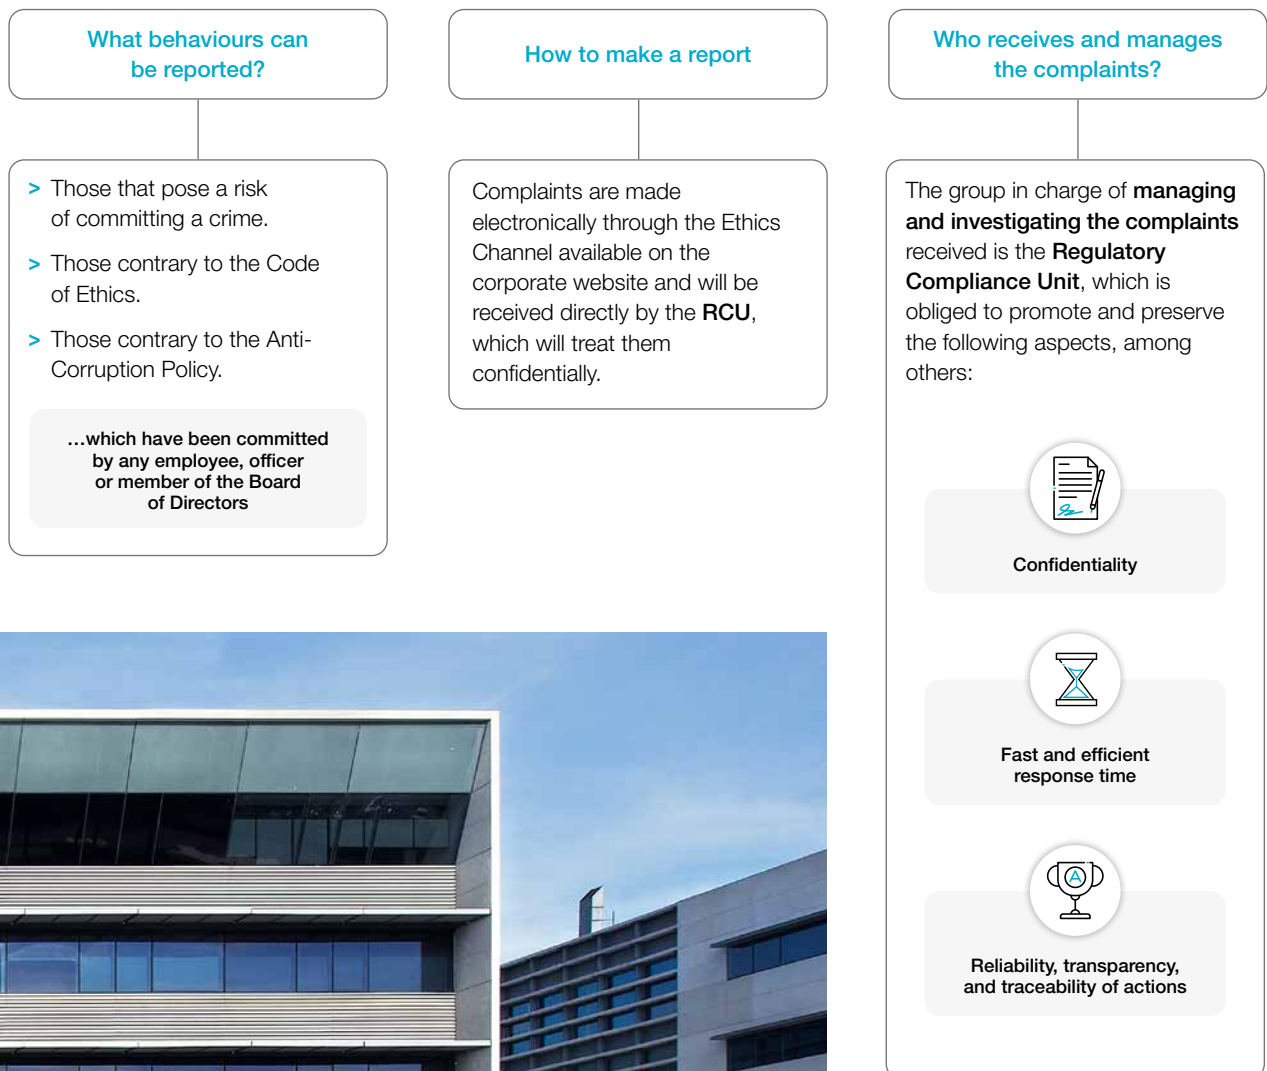 What behaviours can
be reported?
> Those that pose a risk
of committing a crime.
> Those contrary to the Code
of Ethics.
> Those contrary to the Anti-
Corruption Policy.
...which have been committed
by any employee, officer
or member of the Board
of Directors
How to make a report
Complaints are made
electronically through the Ethics
Channel available on the
corporate website and will be
received directly by the RCU,
which will treat them
confidentially.
Who receives and manages
the complaints?
The group in charge of managing
and investigating the complaints
received is the Regulatory
Compliance Unit, which is
obliged to promote and preserve
the following aspects, among
others:
Confidentiality
Fast and efficient
response time
A
Reliability, transparency,
and traceability of actions